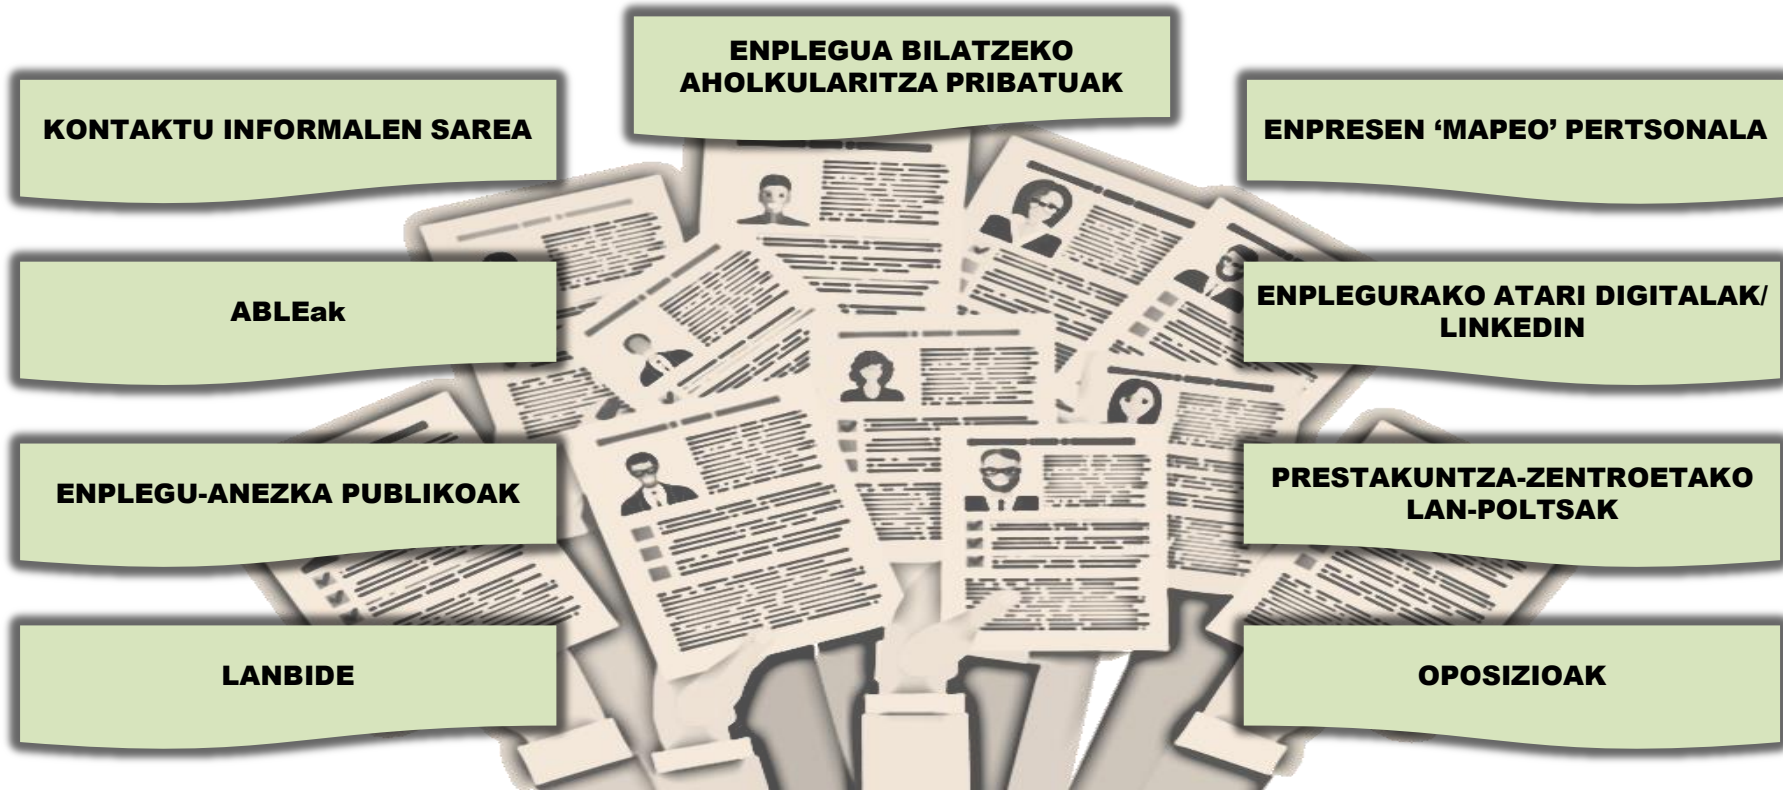 ENPLEGUA BILATZEKO
AHOLKULARITZA PRIBATUAK
KONTAKTU INFORMALEN SAREA
ENPRESEN ‘MAPEO’ PERTSONALA
ABLEak
ENPLEGURAKO ATARI DIGITALAK/
LINKEDIN
ENPLEGU-ANEZKA PUBLIKOAK
PRESTAKUNTZA-ZENTROETAKO
LAN-POLTSAK
LANBIDE
OPOSIZIOAK